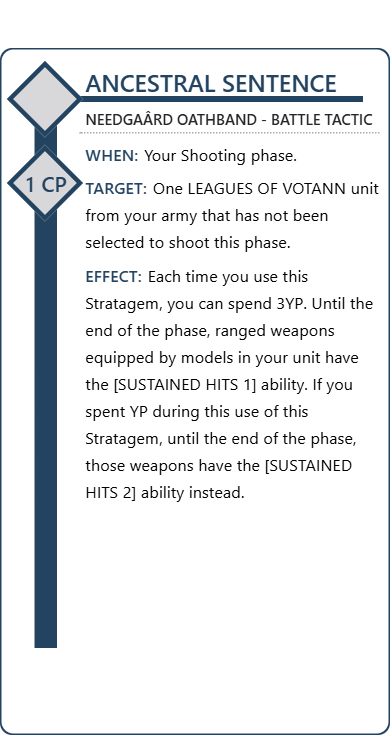 ANCESTRAL SENTENCE
NEEDGAÂRD OATHBAND - BATTLE TACTIC
WHEN: Your Shooting phase.
1 CP
TARGET: One LEAGUES OF VOTANN unit
from your army that has not been
selected to shoot this phase.
EFFECT: Each time you use this
Stratagem, you can spend 3YP. Until the
end of the phase, ranged weapons
equipped by models in your unit have
the [SUSTAINED HITS 1] ability. If you
spent YP during this use of this
Stratagem, until the end of the phase,
those weapons have the [SUSTAINED
HITS 2] ability instead.